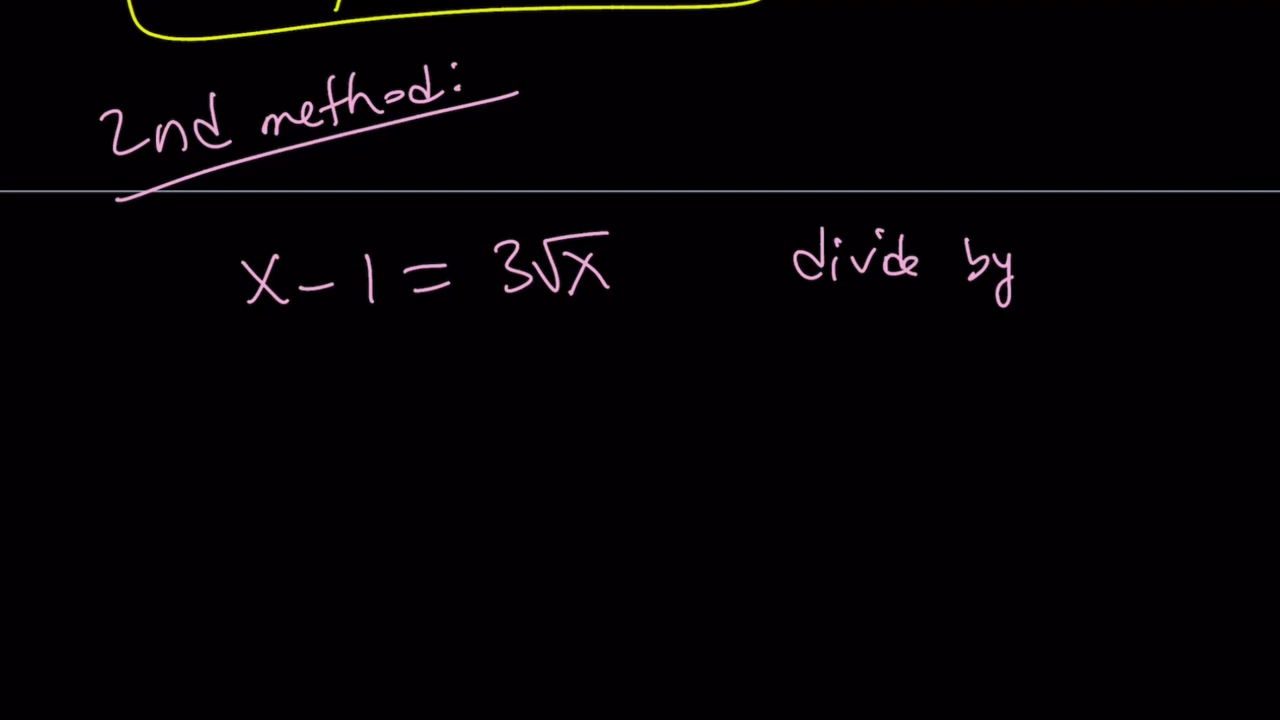 2nd method:
x - 1 = 3√x divide by